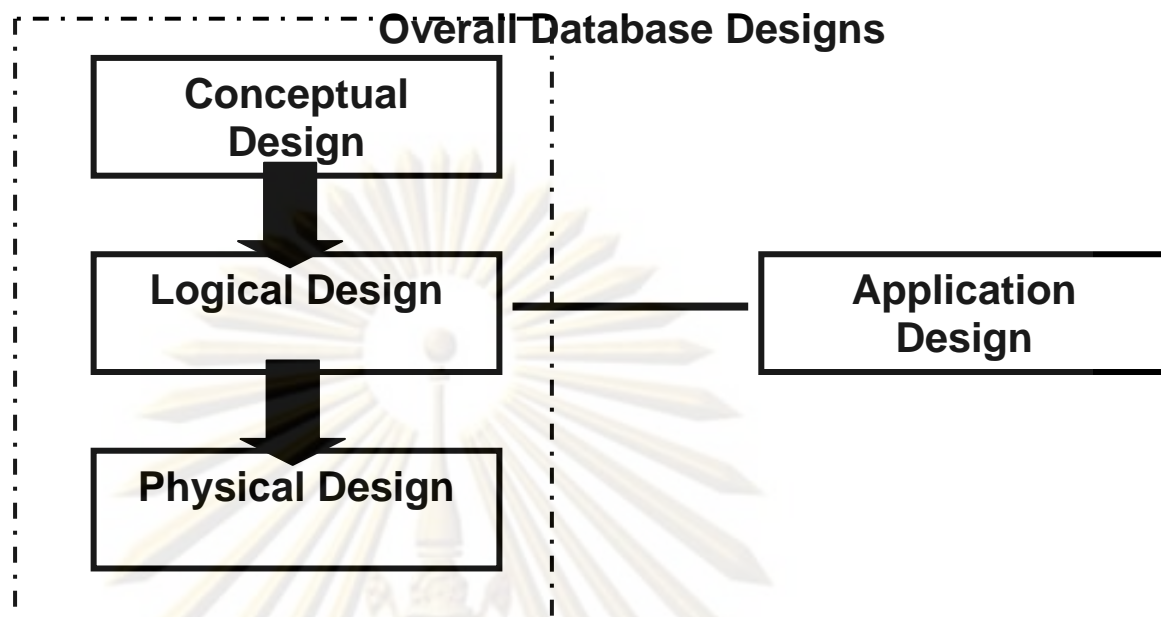 Overall Database Designs
Conceptual
Design
Logical Design
Application
Design
Physical Design